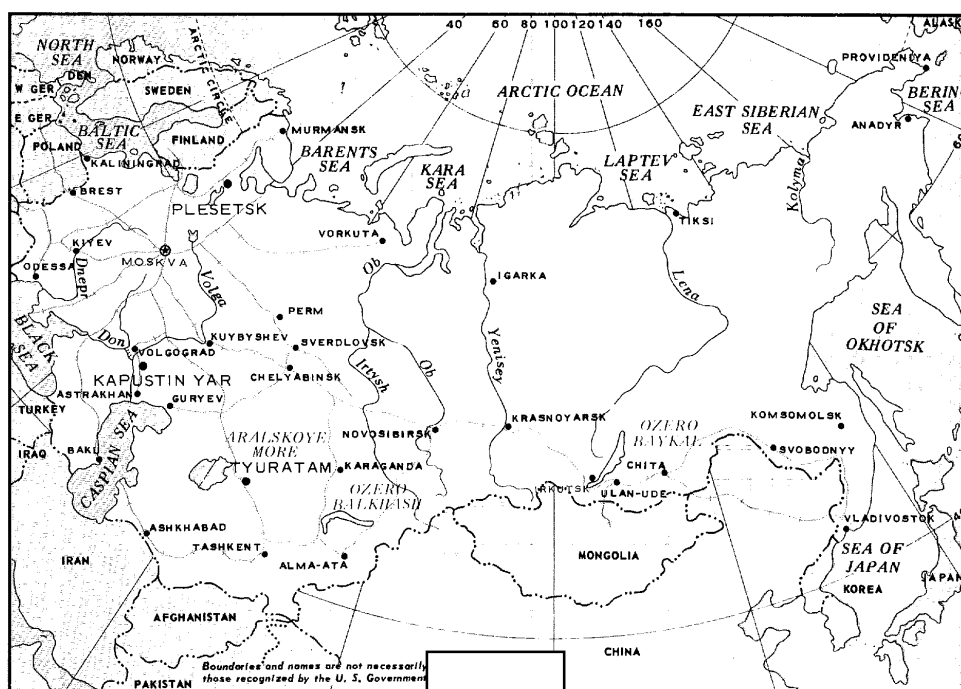 40
60
80
100
120
140
160
ALASK
NORTH
SEA
NORWAY
ARCTIC CIRCLE
DEN
SWEDEN
W GER
E GER
BALTIC
SEA
FINLAND
POLAND
KALININGRAD
BREST
MURMANSK
BARENTS
SEA
KARA
SEA
ARCTIC OCEAN
LAPTEV
SEA
EAST SIBERIAN
SEA
PROVIDENIYA
BERING
SEA
ANADYR
60
Kolyma
PLESETSK
VORKUTA
TIKSI
KIYEV
MOSKVA
ODESSA
Dnepr
Volga
Ob
IGARKA
Lena
PERM
SEA
OF
OKHOTSK
BLACK
SEA
Don
VOLGOGRAD
KUYBYSHEV
SVERDLOVSK
Irtysh
Ob
Yenisey
KAPUSTIN YAR
CHELYABINSK
ASTRAKHAN
GURYEV
TURKEY
IRAQ
BAKU
CASPIAN SEA
ARALSKOYE
MORE
NOVOSIBIRSK
KRASNOYARSK
OZERO
BAYKAL
KOMSOMOLSK
SVOBODNYY
TYURATAM
KARAGANDA
CHITA
IRKUTSK
ULAN-UDE
OZERO
BALKHASH
ASHKHABAD
TASHKENT
ALMA-ATA
VLADIVOSTOK
SEA OF
JAPAN
IRAN
MONGOLIA
KOREA
JAPAN
AFGHANISTAN
CHINA
PAKISTAN
Boundaries and names are not necessarily
those recognized by the U. S. Government